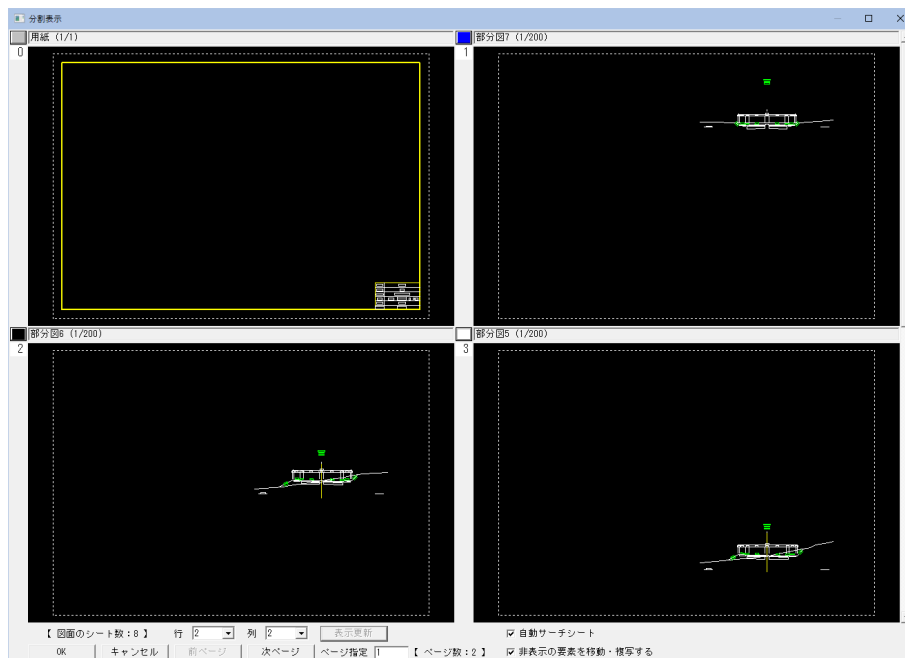 分割表示
用紙 (1/1)
部分図7 (1/200)
0
1
部分図6 (1/200)
部分図5 (1/200)
2
3
【 図面のシート数：8 】 行 2 列 2 表示更新 自動サーチシート
OK キャンセル 前ページ 次ページ ページ指定 1 【 ページ数：2 】 非表示の要素を移動・複写する